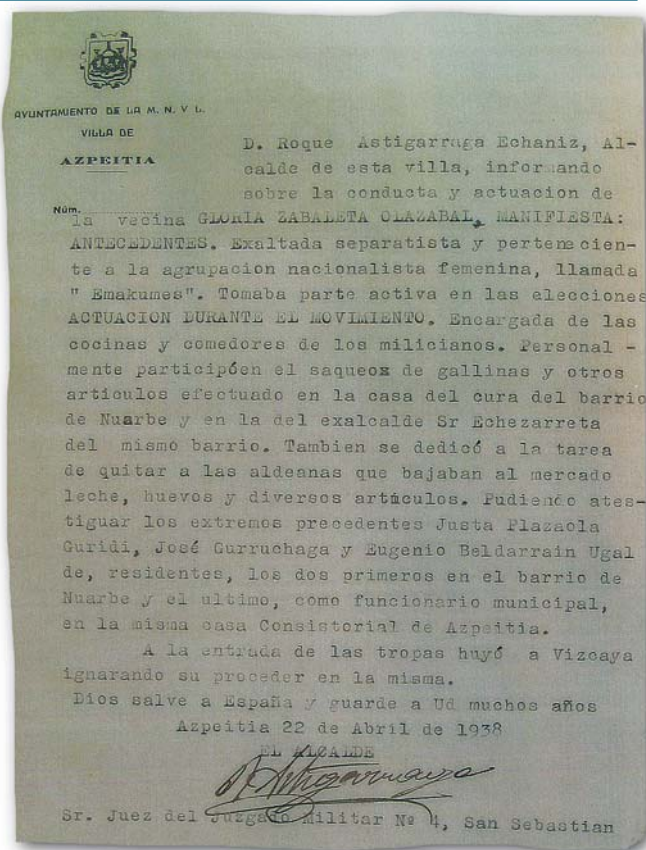 AYUNTAMIENTO DE LA M. N. Y L.
VILLA DE
AZPEITIA
Núm.
D. Roque Astigarraga Echaniz, Al-
calde de esta villa, informando
sobre la conducta y actuacion de
la vecina GLORIA ZABALETA OLAZABAL, MANIFIESTA:
ANTECEDENTES. Exaltada separatista y pertenecien-
te a la agrupacion nacionalista femenina, llamada
" Emakumes". Tomaba parte activa en las elecciones
ACTUACION DURANTE EL MOVIMIENTO. Encargada de las
cocinas y comedores de los milicianos. Personal -
mente participóen el saqueox de gallinas y otros
articulos efectuado en la casa del cura del barrio
de Nuarbe y en la del exalcalde Sr Echezarreta
del mismo barrio. Tambien se dedicó a la tarea
de quitar a las aldeanas que bajaban al mercado
leche, huevos y diversos artúculos. Pudiendo ates-
tiguar los extremos precedentes Justa Plazaola
Guridi, José Gurruchaga y Eugenio Beldarrain Ugal
de, residentes, los dos primeros en el barrio de
Nuarbe y el ultimo, como funcionario municipal,
en la misma casa Consistorial de Azpeitia.
A la entrada de las tropas huyó a Vizcaya
ignarando su proceder en la misma.
Dios salve a España y guarde a Ud muchos años
Azpeitia 22 de Abril de 1938
EL ALCALDE
R. Astigarraga
Sr. Juez del Juzgado Militar Nº 4, San Sebastian